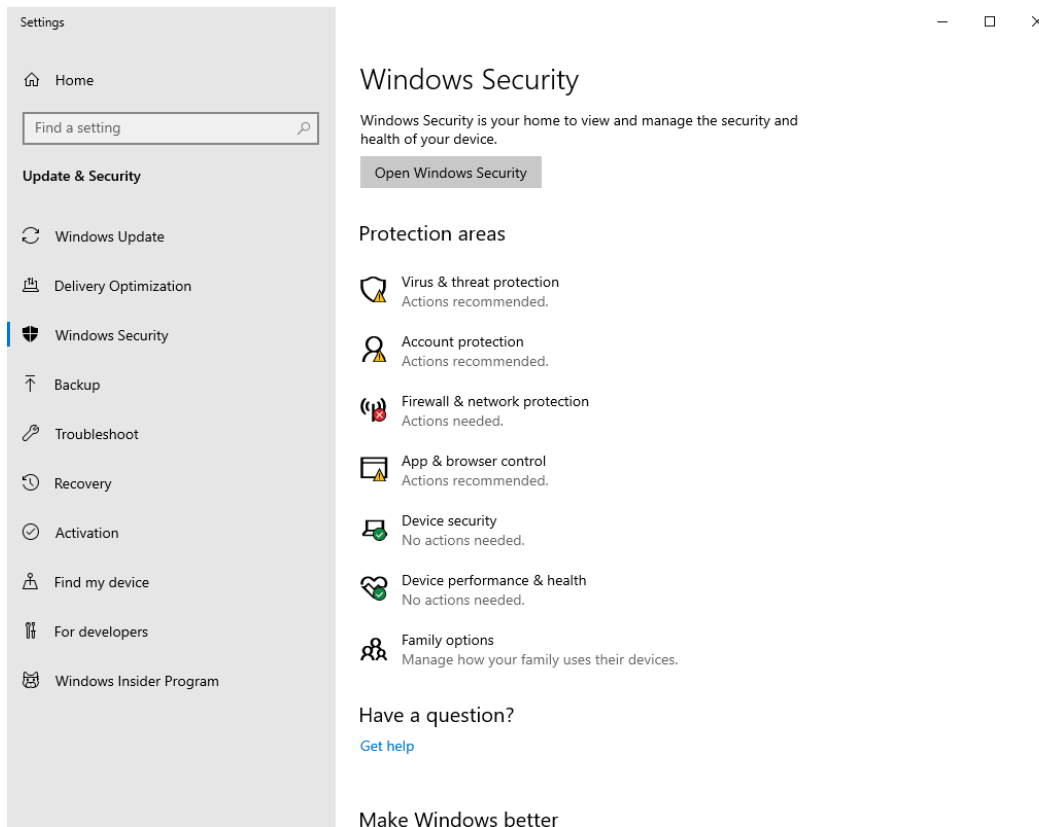 Settings
Home
Find a setting
Update & Security
Windows Update
Delivery Optimization
Windows Security
Backup
Troubleshoot
Recovery
Activation
Find my device
For developers
Windows Insider Program
Windows Security
Windows Security is your home to view and manage the security and
health of your device.
Open Windows Security
Protection areas
Virus & threat protection
Actions recommended.
Account protection
Actions recommended.
Firewall & network protection
Actions needed.
App & browser control
Actions recommended.
Device security
No actions needed.
Device performance & health
No actions needed.
Family options
Manage how your family uses their devices.
Have a question?
Get help
Make Windows better